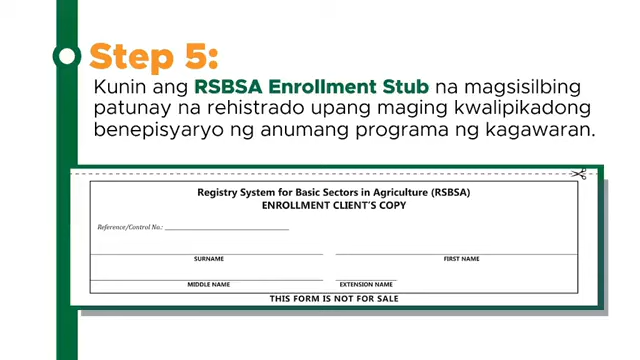 Step 5:
Kunin ang RSBSA Enrollment Stub na magsisilbing
patunay na rehistrado upang maging kwalipikadong
benepisyaryo ng anumang programa ng kagawaran.
Registry System for Basic Sectors in Agriculture (RSBSA)
ENROLLMENT CLIENT'S COPY
Reference/Control No.:
SURNAME FIRST NAME
MIDDLE NAME EXTENSION NAME
THIS FORM IS NOT FOR SALE